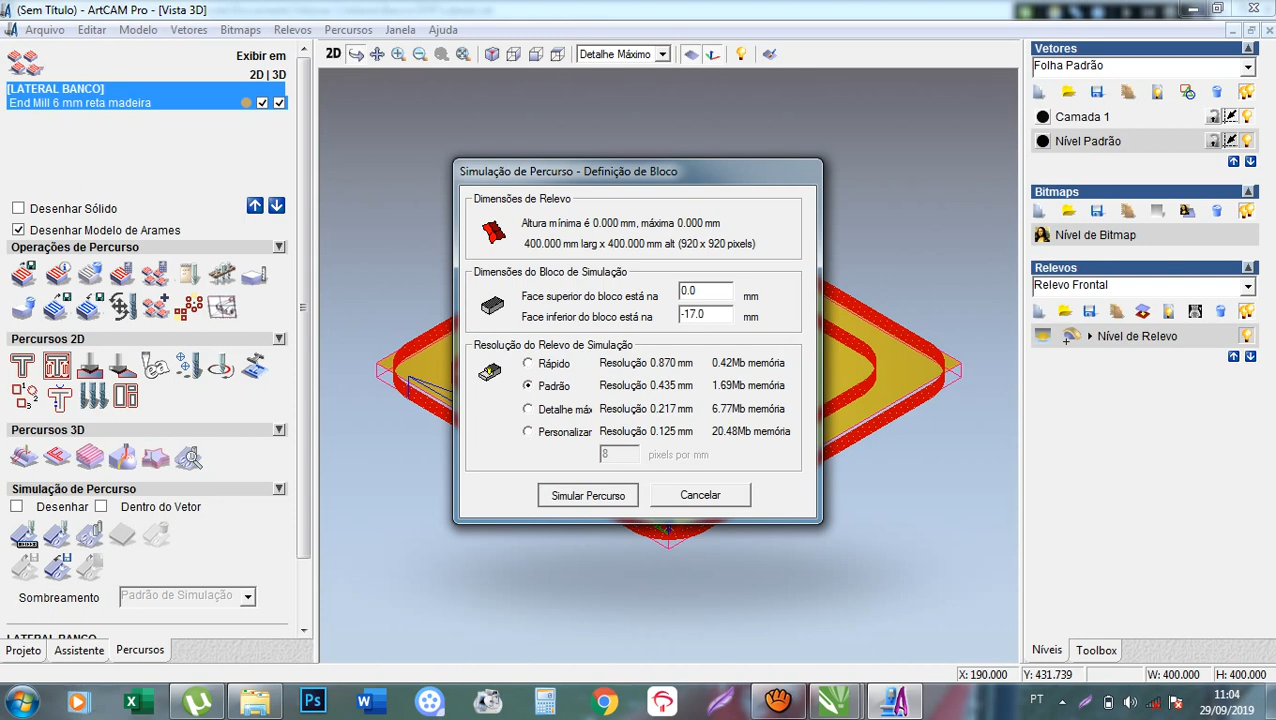 (Sem Título) - ArtCAM Pro - [Vista 3D]
Arquivo Editar Modelo Vetores Bitmaps Relevos Percursos Janela Ajuda
Exibir em
2D | 3D
[LATERAL BANCO]
End Mill 6 mm reta madeira
Desenhar Sólido
Desenhar Modelo de Arames
Operações de Percurso
Percursos 2D
Percursos 3D
Simulação de Percurso
Desenhar Dentro do Vetor
Sombreamento Padrão de Simulação
LATERAL BANCO
Projeto Assistente Percursos
2D Detalhe Máximo
Simulação de Percurso - Definição de Bloco
Dimensões de Relevo
Altura mínima é 0.000 mm, máxima 0.000 mm
400.000 mm larg x 400.000 mm alt (920 x 920 pixels)
Dimensões do Bloco de Simulação
Face superior do bloco está na 0.0 mm
Face inferior do bloco está na -17.0 mm
Resolução do Relevo de Simulação
Rápido Resolução 0.870 mm 0.42Mb memória
Padrão Resolução 0.435 mm 1.69Mb memória
Detalhe máx Resolução 0.217 mm 6.77Mb memória
Personalizar Resolução 0.125 mm 20.48Mb memória
8 pixels por mm
Simular Percurso Cancelar
Vetores
Folha Padrão
Camada 1
Nível Padrão
Bitmaps
Nível de Bitmap
Relevos
Relevo Frontal
Nível de Relevo
Níveis Toolbox
X: 190.000 Y: 431.739 W: 400.000 H: 400.000
PT
11:04
29/09/2019